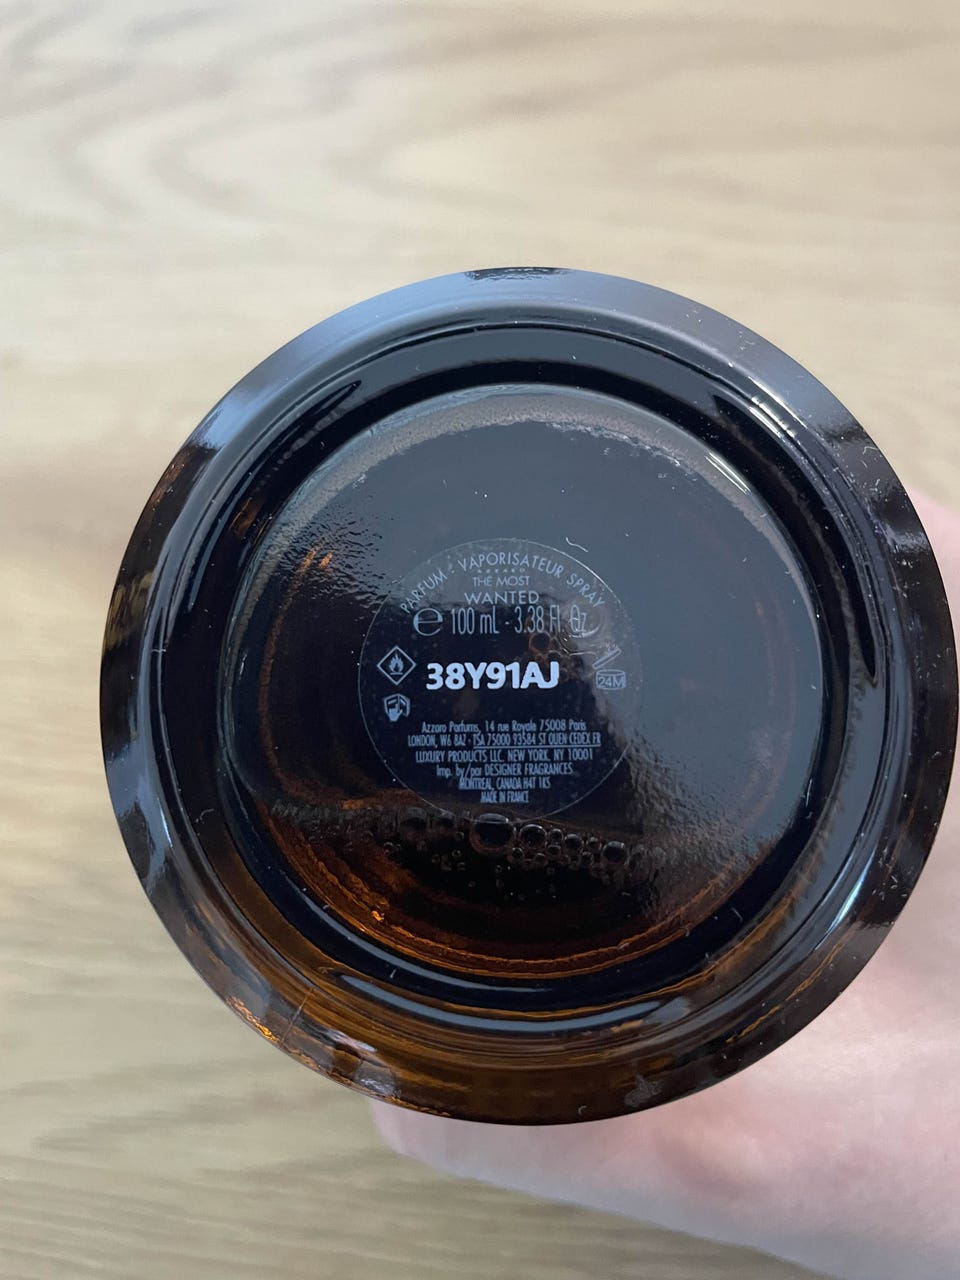 PARFUM · VAPORISATEUR SPRAY
AZZARO
THE MOST
WANTED
℮ 100 mL - 3.38 Fl. Oz
38Y91AJ
24M
Azzaro Parfums, 14 rue Royale 75008 Paris
LONDON, W6 8AZ - TSA 75000 93584 ST OUEN CEDEX FR
LUXURY PRODUCTS LLC. NEW YORK, NY 10001
Imp. by/par DESIGNER FRAGRANCES
MONTREAL, CANADA H4T 1K5
MADE IN FRANCE